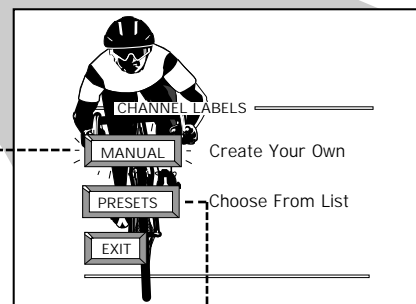 CHANNEL LABELS
MANUAL Create Your Own
PRESETS Choose From List
EXIT